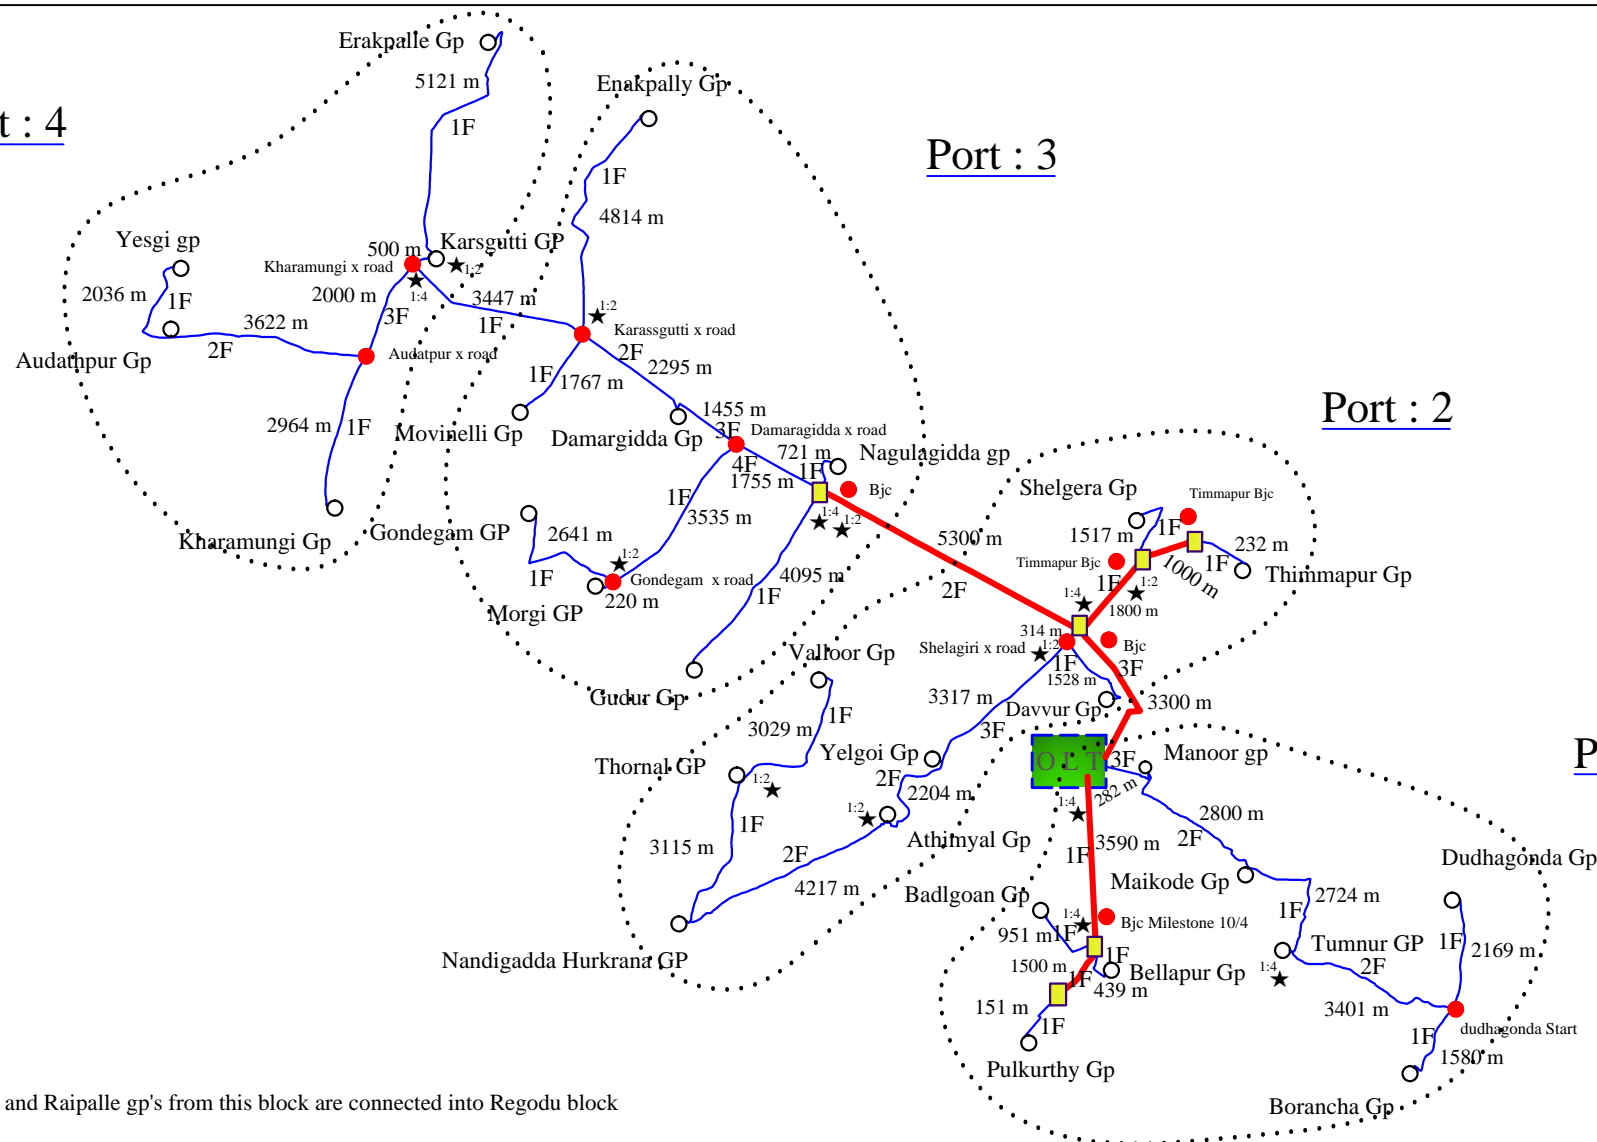 Erakpalle Gp
5121 m
1F
Enakpally Gp
t : 4
Port : 3
1F
4814 m
Yesgi gp
500 m
Karsgutti GP
Kharamungi x road
1:2
1:4
2036 m
1F
2000 m
3F
3447 m
1F
1:2
Karassgutti x road
3622 m
2F
Audathpur Gp
Audatpur x road
2F
2295 m
1F
1767 m
2964 m
1F
Movinelli Gp
Damargidda Gp
1455 m
3F
Damaragidda x road
Port : 2
4F
1755 m
721 m
1F
Nagulagidda gp
Bjc
1:4
1:2
Kharamungi Gp
Gondegam GP
2641 m
1F
1F
3535 m
1:2
Gondegam x road
Morgi GP
220 m
4095 m
1F
5300 m
2F
Shelgera Gp
Timmapur Bjc
1517 m
1F
1F
232 m
Timmapur Bjc
1F
1000 m
Thimmapur Gp
1:4
1:2
1800 m
314 m
Shelagiri x road
1:2
Bjc
1F
1528 m
3F
Gudur Gp
Valloor Gp
3317 m
3F
Davvur Gp
3300 m
3029 m
1F
Yelgoi Gp
OLT
3F
Manoor gp
P
Thornal GP
1:2
2F
2204 m
1:4
282 m
2800 m
2F
1F
1:2
3115 m
2F
4217 m
Athimyal Gp
3590 m
1F
Maikode Gp
Dudhagonda Gp
Badlgoan Gp
1:4
Bjc Milestone 10/4
2724 m
1F
951 m
1F
1F
Tumnur GP
1F
2169 m
Nandigadda Hurkrana GP
1500 m
1F
Bellapur Gp
439 m
1:4
2F
151 m
1F
3401 m
dudhagonda Start
1F
1580 m
Pulkurthy Gp
Borancha Gp
and Raipalle gp's from this block are connected into Regodu block